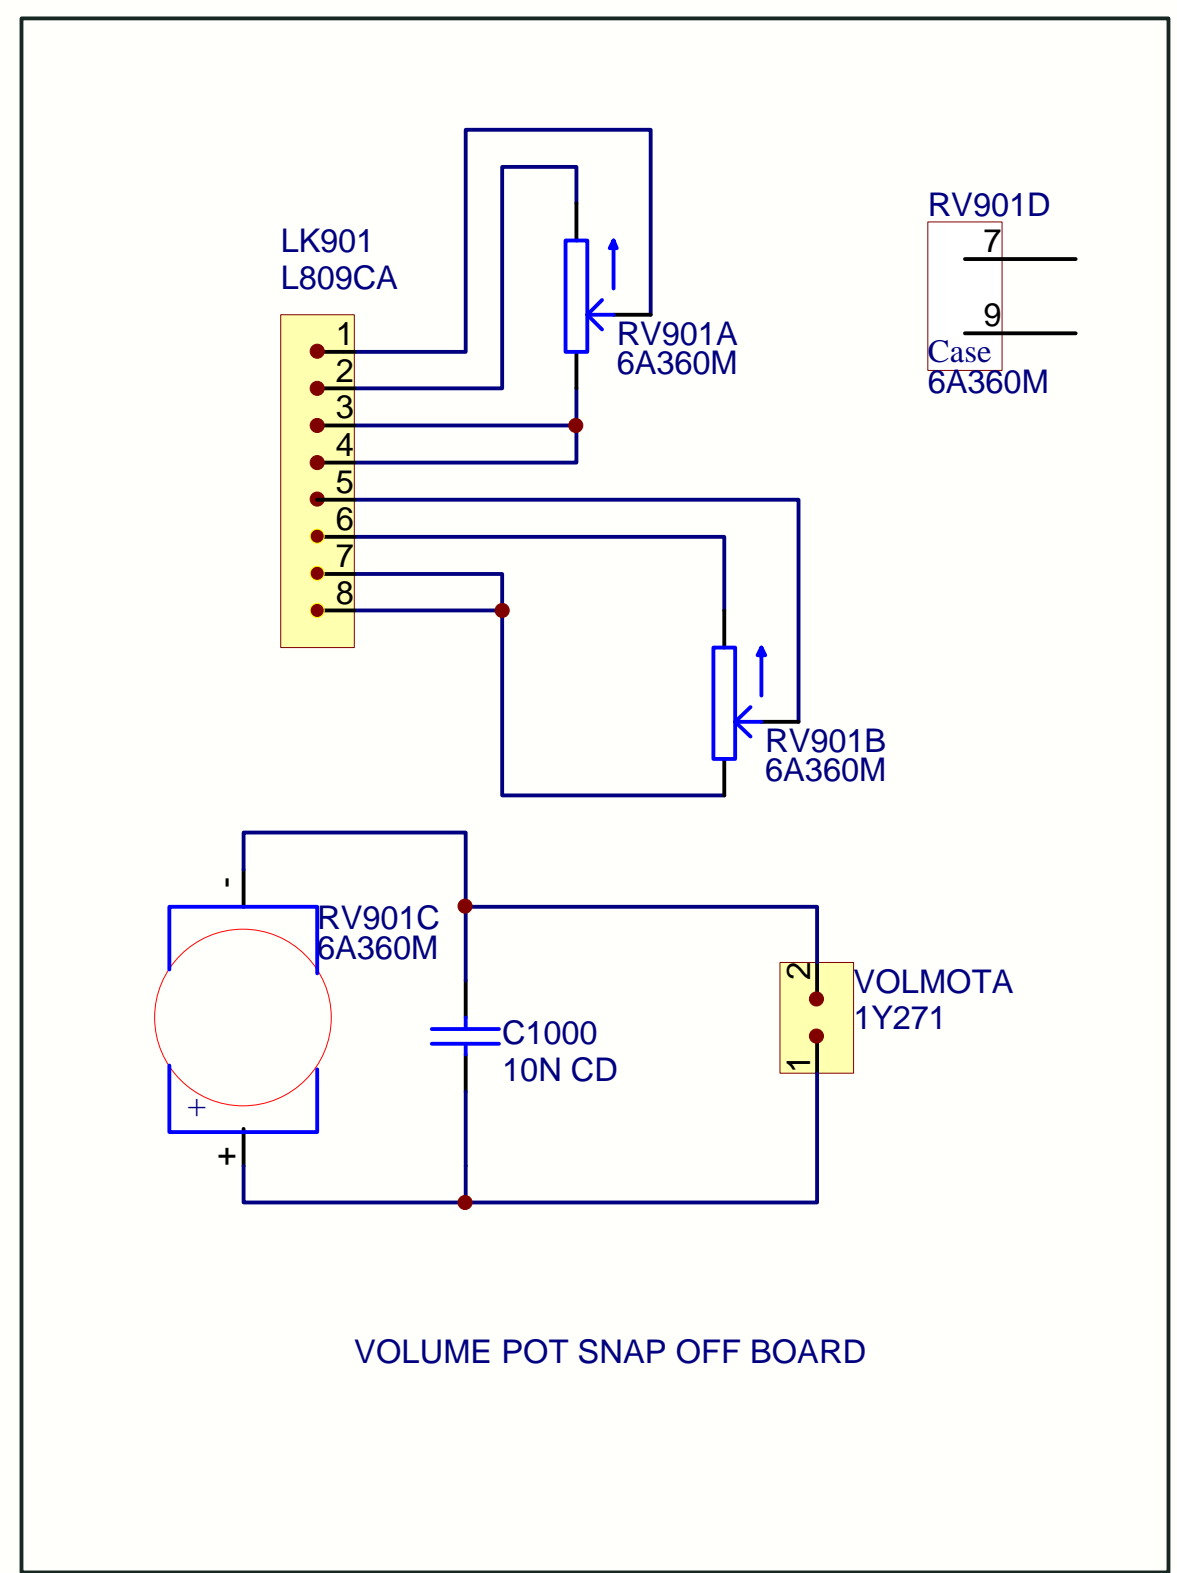 LK901
L809CA
1
2
3
4
5
6
7
8
RV901A
6A360M
RV901D
7
9
Case
6A360M
RV901B
6A360M
-
RV901C
6A360M
+
+
C1000
10N CD
2
1
VOLMOTA
1Y271
VOLUME POT SNAP OFF BOARD